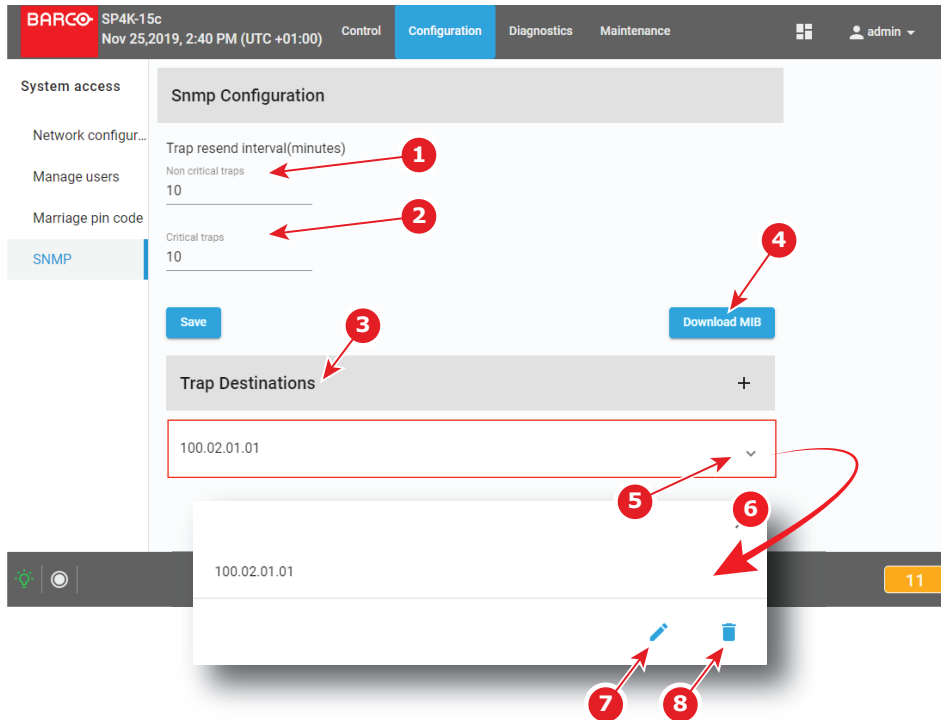 BARCO SP4K-15c
Nov 25,2019, 2:40 PM (UTC +01:00)
Control Configuration Diagnostics Maintenance admin
System access
Network configur...
Manage users
Marriage pin code
SNMP
Snmp Configuration
Trap resend interval(minutes)
1
Non critical traps
10
2
Critical traps
10
4
Save
Download MIB
3
Trap Destinations +
100.02.01.01
5
6
100.02.01.01
11
7
8